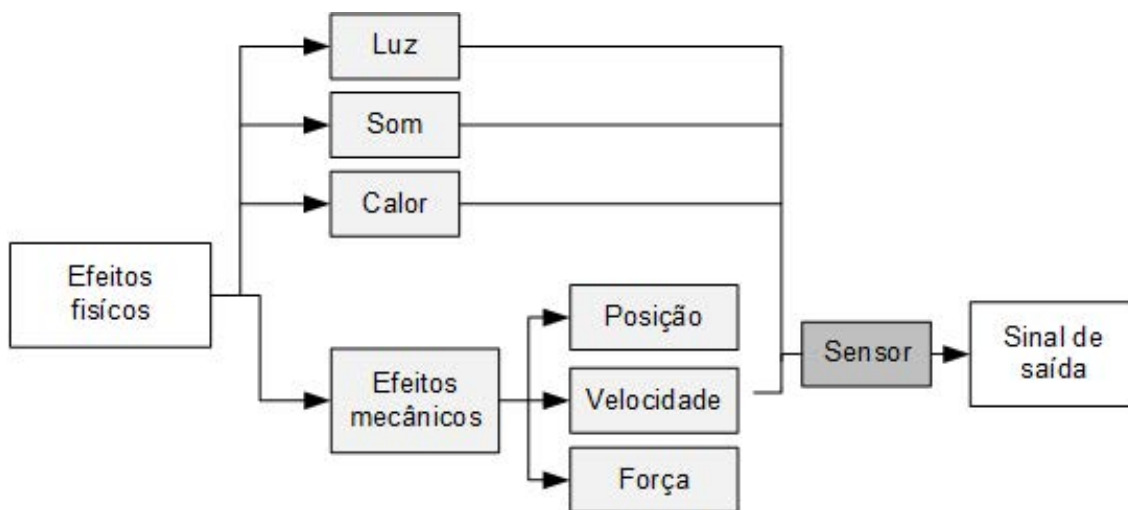 Luz
Som
Calor
Efeitos
fisícos
Efeitos
mecânicos
Posição
Velocidade
Força
Sensor
Sinal de
saída